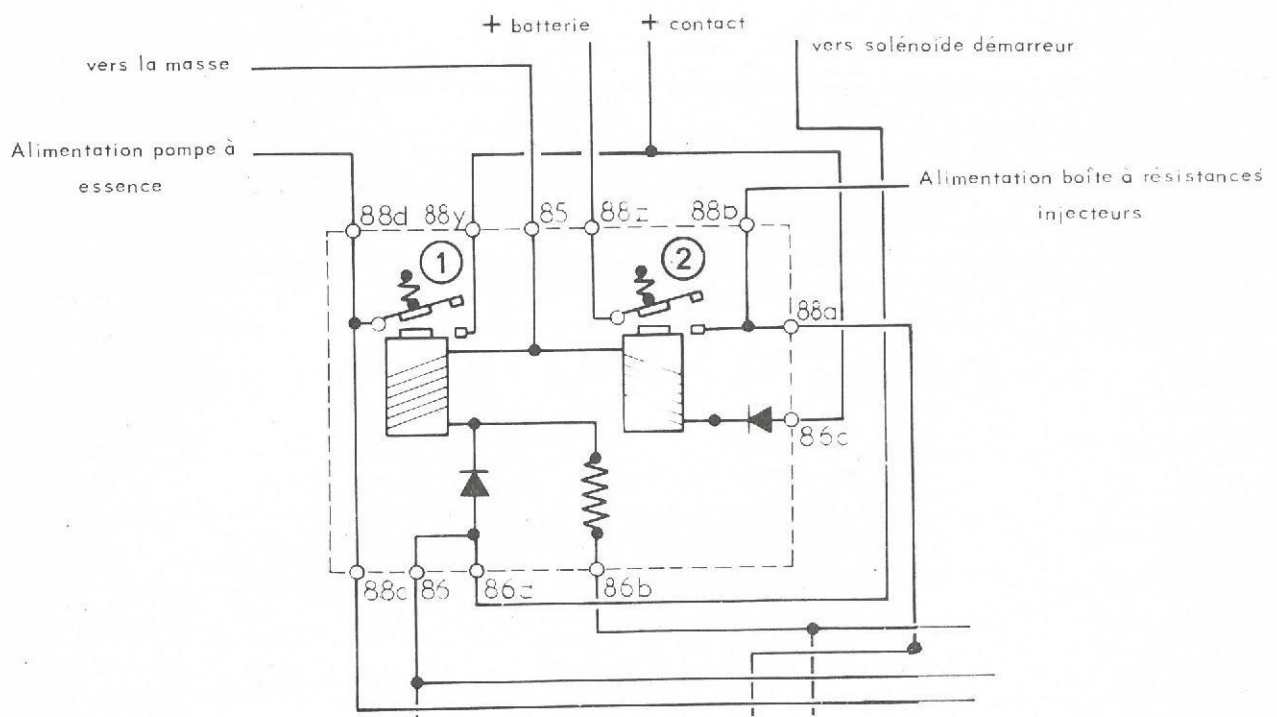 + batterie
+ contact
vers solénoïde démarreur
vers la masse
Alimentation pompe à
essence
Alimentation boîte à résistances
injecteurs
88d
88y
85
88z
88b
1
2
88a
86c
88c
86
86z
86b